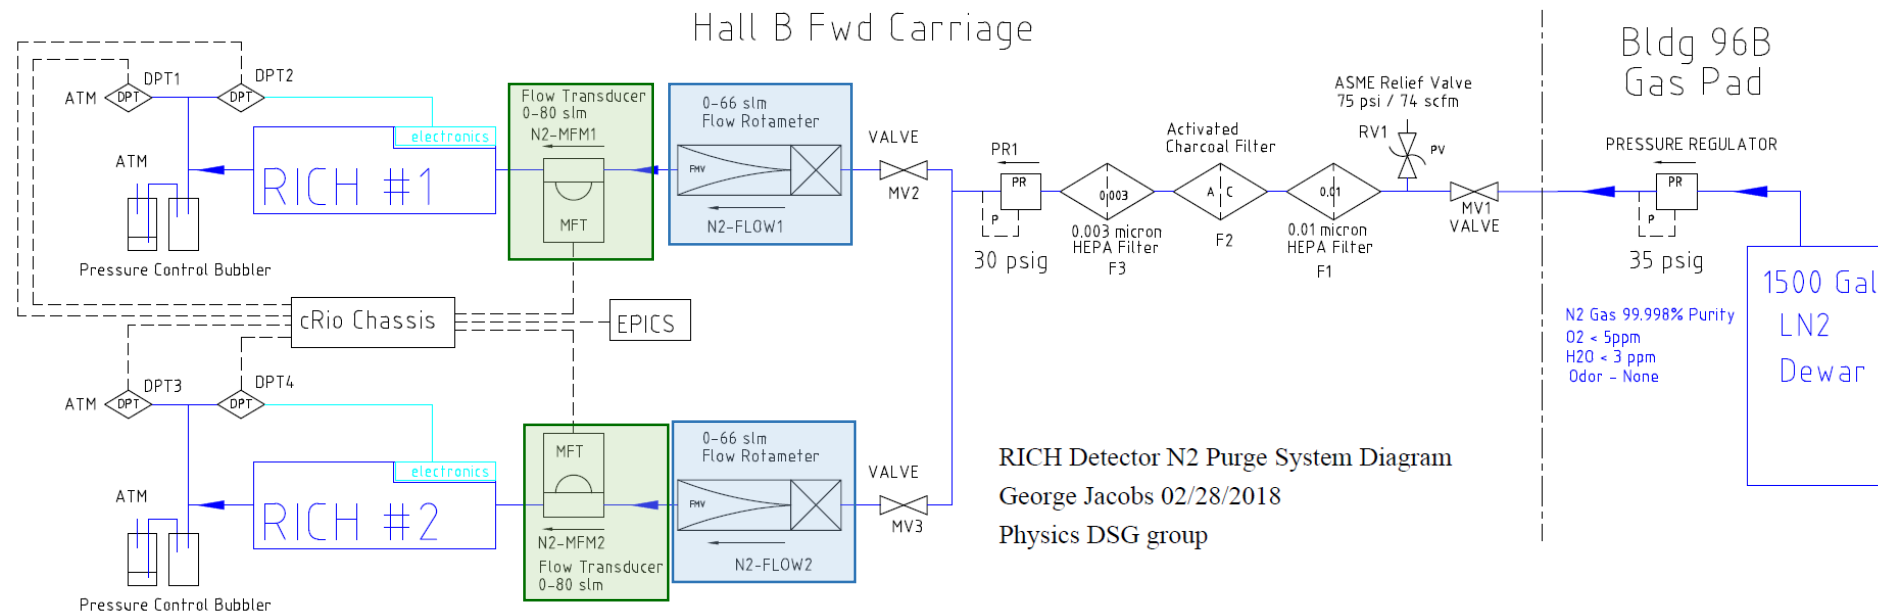 Hall B Fwd Carriage
Bldg 96B
Gas Pad
DPT1
DPT2
ATM
DPT
DPT
electronics
ATM
RICH #1
Pressure Control Bubbler
Flow Transducer
0-80 slm
N2-MFM1
MFT
0-66 slm
Flow Rotameter
FMV
N2-FLOW1
VALVE
MV2
PR1
PR
P
30 psig
0.003
0.003 micron
HEPA Filter
F3
Activated
Charcoal Filter
A C
F2
0.01
0.01 micron
HEPA Filter
F1
ASME Relief Valve
75 psi / 74 scfm
RV1
PV
MV1
VALVE
PRESSURE REGULATOR
PR
P
35 psig
1500 Gal
LN2
Dewar
N2 Gas 99.998% Purity
O2 < 5ppm
H2O < 3 ppm
Odor - None
cRio Chassis
EPICS
DPT3
DPT4
ATM
DPT
DPT
electronics
ATM
RICH #2
Pressure Control Bubbler
MFT
N2-MFM2
Flow Transducer
0-80 slm
0-66 slm
Flow Rotameter
FMV
N2-FLOW2
VALVE
MV3
RICH Detector N2 Purge System Diagram
George Jacobs 02/28/2018
Physics DSG group